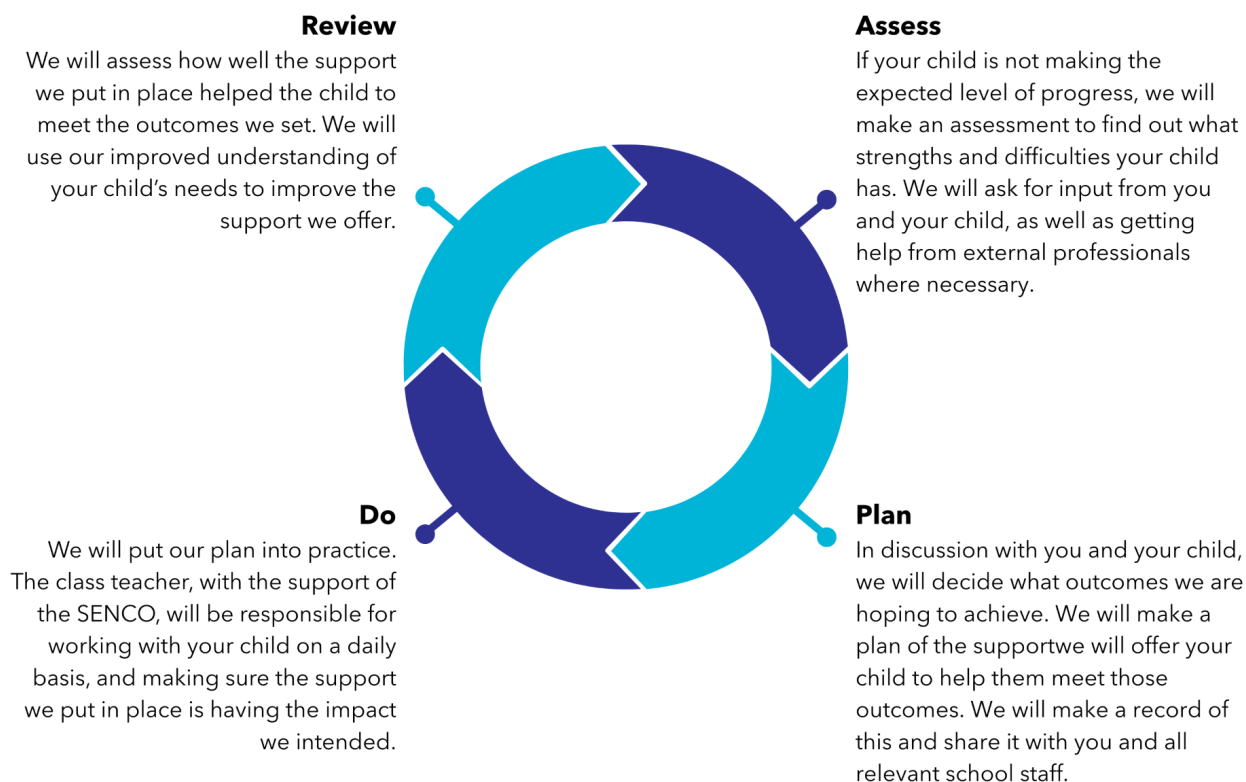 Review
We will assess how well the support
we put in place helped the child to
meet the outcomes we set. We will
use our improved understanding of
your child’s needs to improve the
support we offer.
Assess
If your child is not making the
expected level of progress, we will
make an assessment to find out what
strengths and difficulties your child
has. We will ask for input from you
and your child, as well as getting
help from external professionals
where necessary.
Do
We will put our plan into practice.
The class teacher, with the support of
the SENCO, will be responsible for
working with your child on a daily
basis, and making sure the support
we put in place is having the impact
we intended.
Plan
In discussion with you and your child,
we will decide what outcomes we are
hoping to achieve. We will make a
plan of the supportwe will offer your
child to help them meet those
outcomes. We will make a record of
this and share it with you and all
relevant school staff.